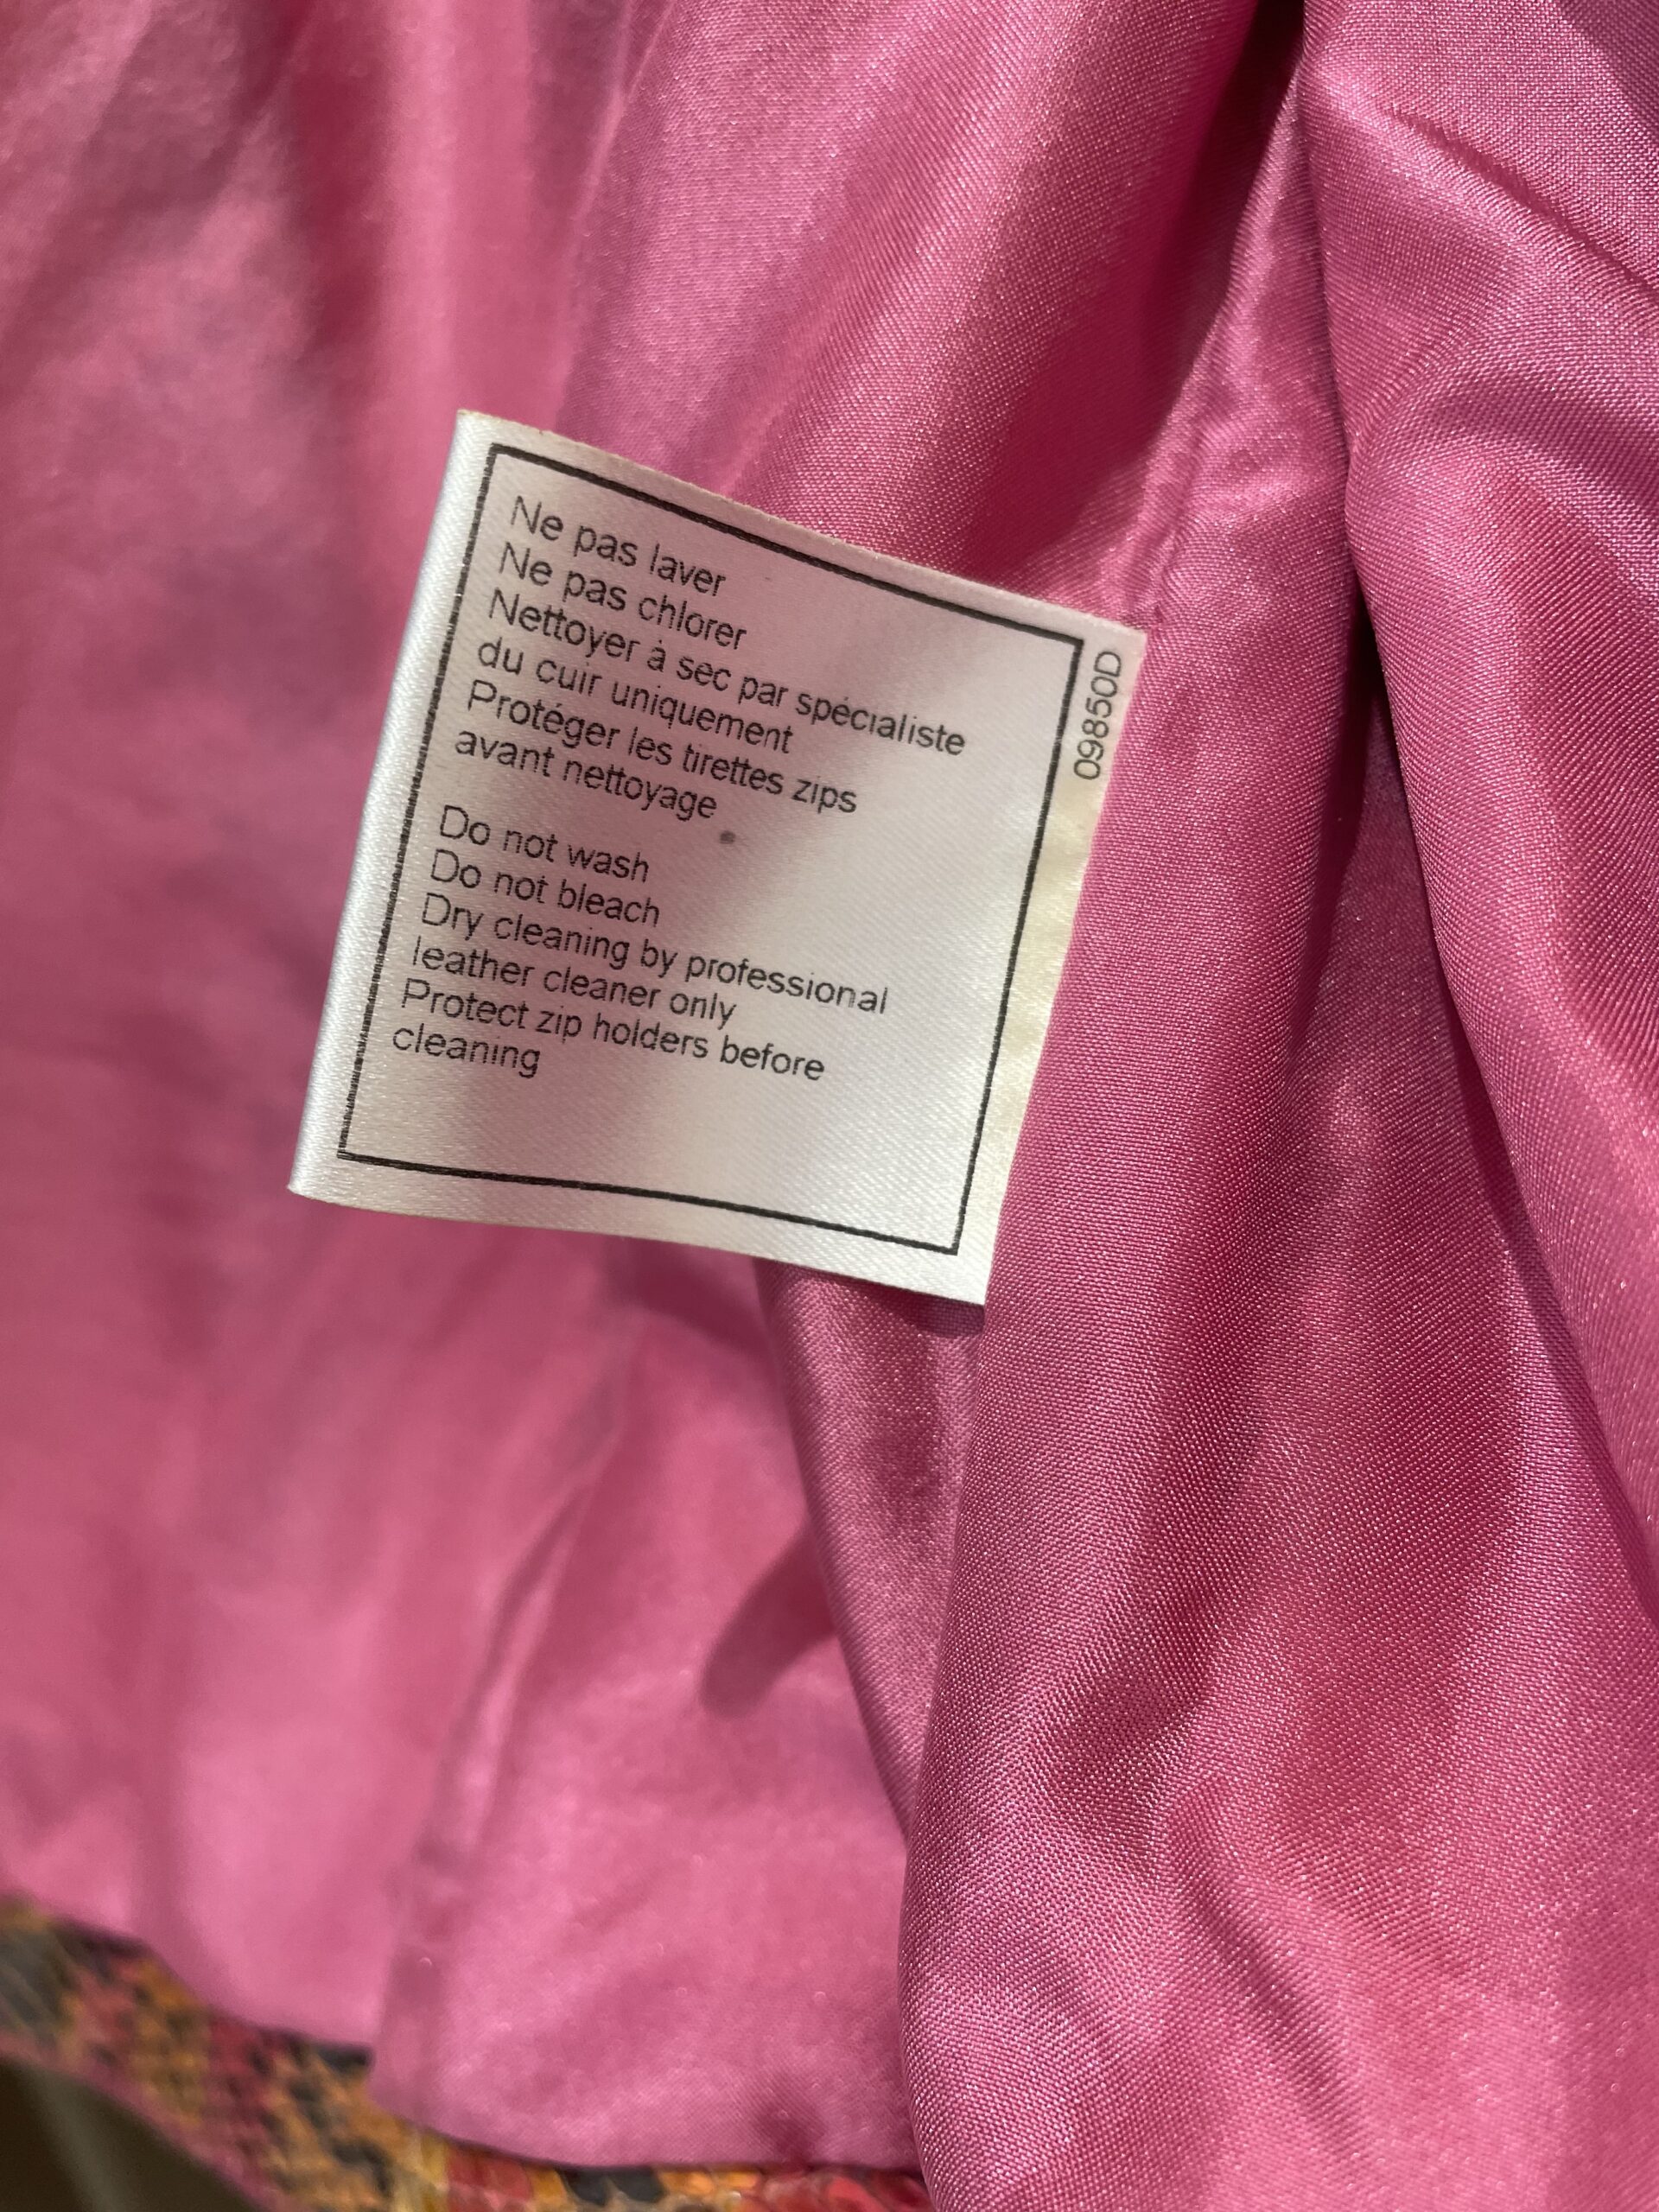 Ne pas laver
Ne pas chlorer
Nettoyer à sec par spécialiste
du cuir uniquement
Protéger les tirettes zips
avant nettoyage
Do not wash
Do not bleach
Dry cleaning by professional
leather cleaner only
Protect zip holders before
cleaning
09850D